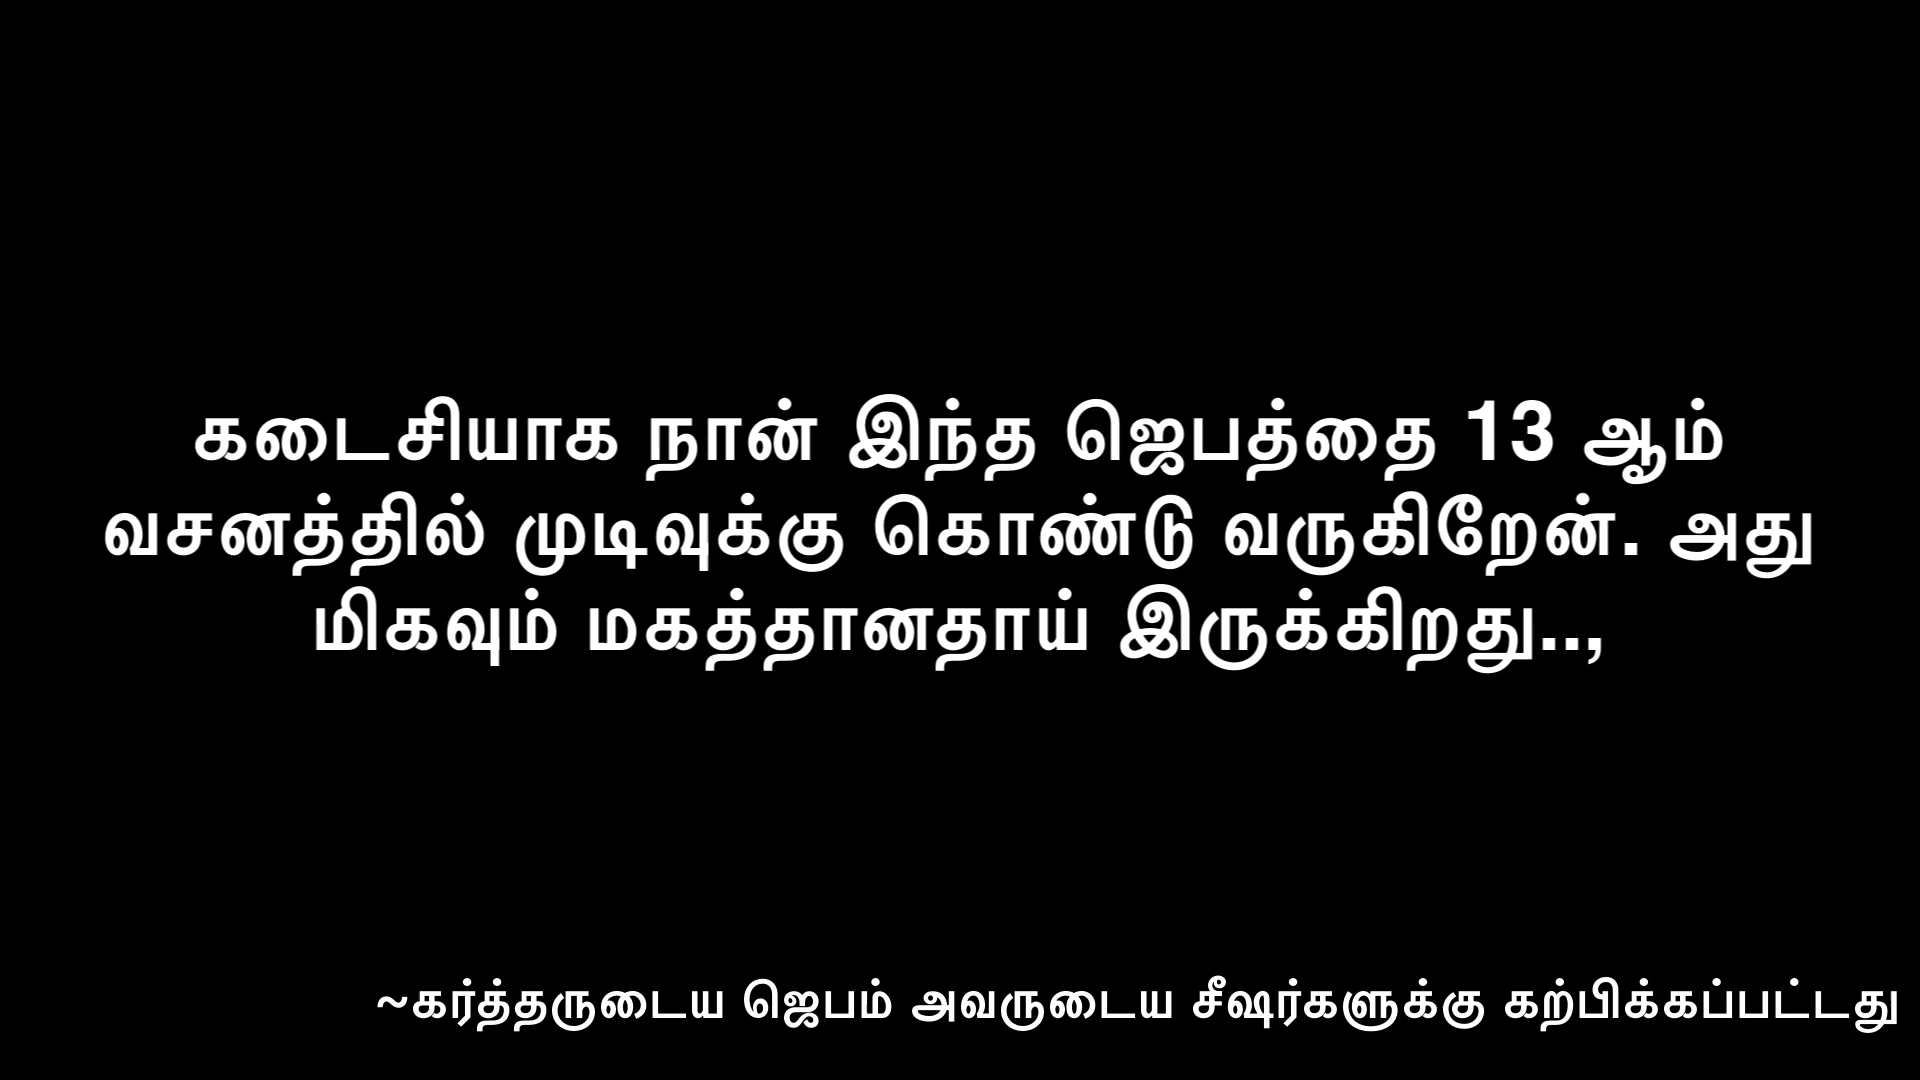 கடைசியாக நான் இந்த ஜெபத்தை 13 ஆம்
வசனத்தில் முடிவுக்கு கொண்டு வருகிறேன். அது
மிகவும் மகத்தானதாய் இருக்கிறது..,
~கர்த்தருடைய ஜெபம் அவருடைய சீஷர்களுக்கு கற்பிக்கப்பட்டது